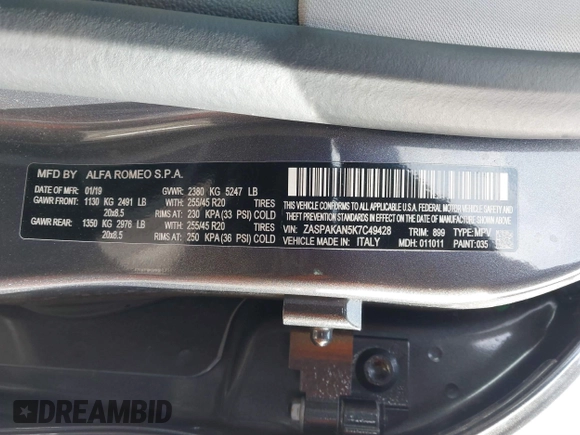 MFD BY ALFA ROMEO S.P.A.
DATE OF MFR: 01/19 GVWR: 2380 KG 5247 LB
GAWR FRONT: 1130 KG 2491 LB WITH 255/45 R20 TIRES
20x8.5 RIMS AT 230 KPA (33 PSI) COLD
GAWR REAR: 1350 KG 2976 LB WITH 255/45 R20 TIRES
20x8.5 RIMS AT 250 KPA (36 PSI) COLD
THIS VEHICLE CONFORMS TO ALL APPLICABLE U.S.A. FEDERAL MOTOR VEHICLE SAFETY,
BUMPER, AND THEFT PREVENTION STANDARDS IN EFFECT ON THE DATE OF MANUFACTURE SHOWN ABOVE
VIN: ZASPAKAN5K7C49428 TRIM: 899 TYPE: MPV
VEHICLE MADE IN: ITALY MDH: 011011 PAINT: 035
DREAMBID